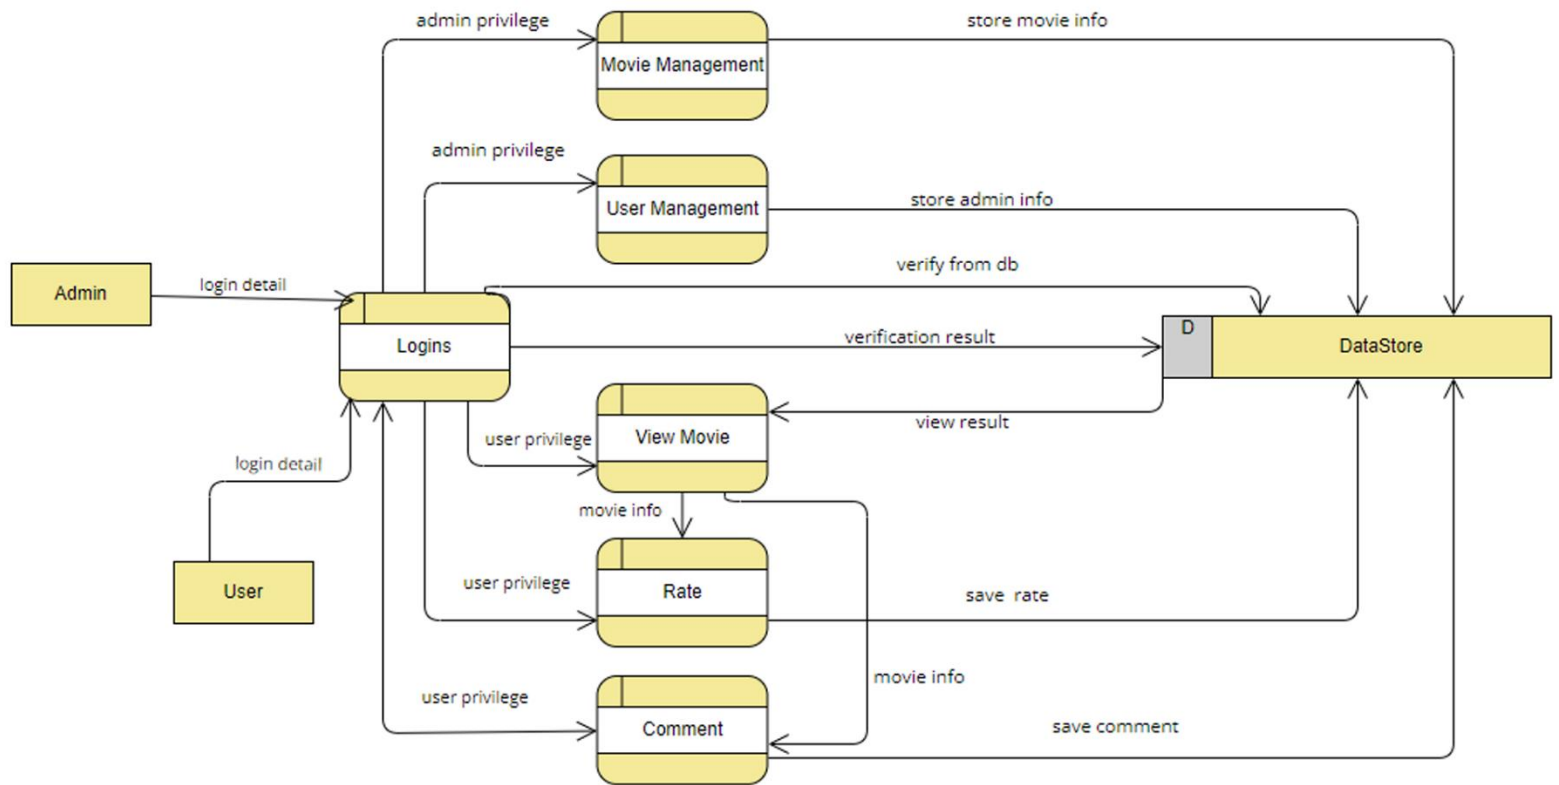 admin privilege
store movie info
Movie Management
admin privilege
User Management
store admin info
verify from db
Admin
login detail
Logins
verification result
D
DataStore
view result
user privilege
View Movie
login detail
movie info
User
user privilege
Rate
save rate
movie info
user privilege
Comment
save comment